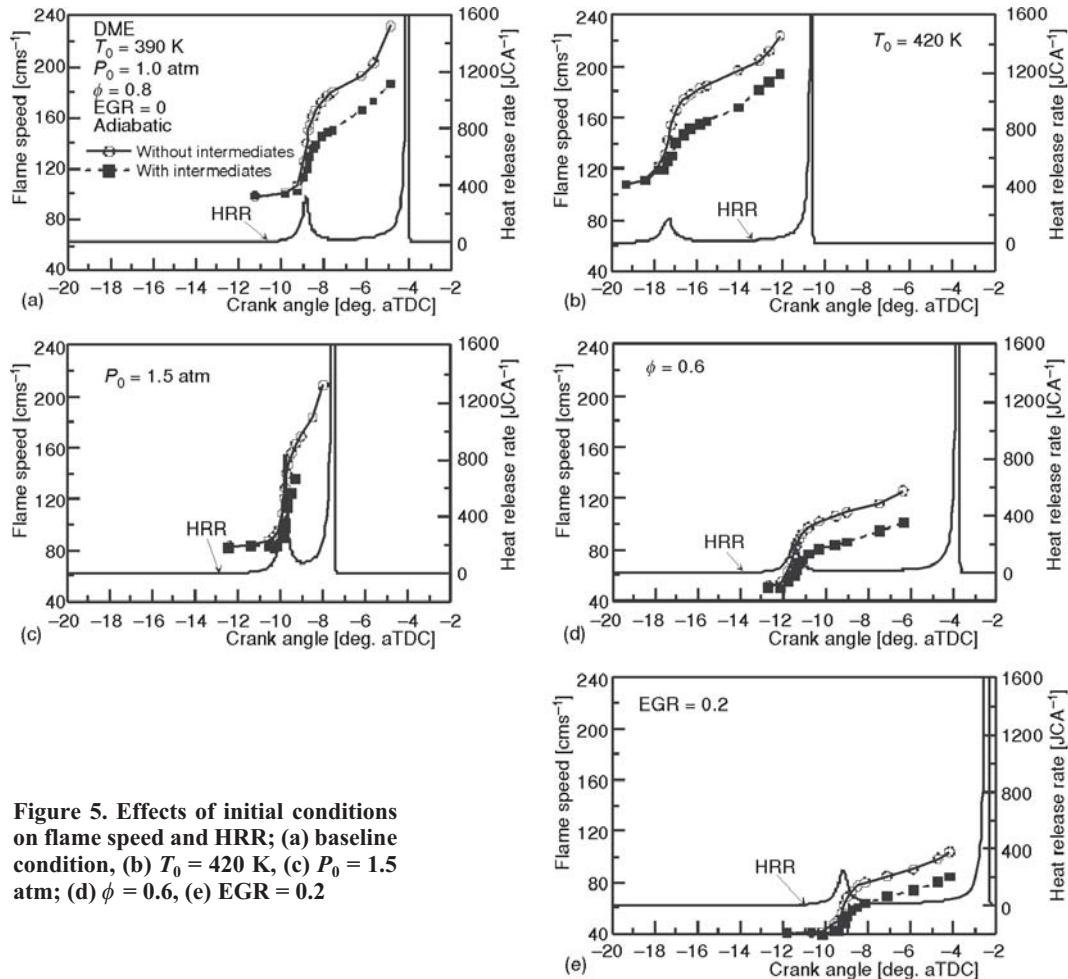 DME
T₀ = 390 K
P₀ = 1.0 atm
ϕ = 0.8
EGR = 0
Adiabatic
Without intermediates
With intermediates
HRR
Flame speed [cms⁻¹]
240
200
160
120
80
40
Heat release rate [JCA⁻¹]
1600
1200
800
400
0
−20 −18 −16 −14 −12 −10 −8 −6 −4 −2
Crank angle [deg. aTDC]
(a)
T₀ = 420 K
HRR
Flame speed [cms⁻¹]
240
200
160
120
80
40
Heat release rate [JCA⁻¹]
1600
1200
800
400
0
−20 −18 −16 −14 −12 −10 −8 −6 −4 −2
Crank angle [deg. aTDC]
(b)
P₀ = 1.5 atm
HRR
Flame speed [cms⁻¹]
240
200
160
120
80
40
Heat release rate [JCA⁻¹]
1600
1200
800
400
0
−20 −18 −16 −14 −12 −10 −8 −6 −4 −2
Crank angle [deg. aTDC]
(c)
ϕ = 0.6
HRR
Flame speed [cms⁻¹]
240
200
160
120
80
40
Heat release rate [JCA⁻¹]
1600
1200
800
400
0
−20 −18 −16 −14 −12 −10 −8 −6 −4 −2
Crank angle [deg. aTDC]
(d)
EGR = 0.2
HRR
Flame speed [cms⁻¹]
240
200
160
120
80
40
Heat release rate [JCA⁻¹]
1600
1200
800
400
0
−20 −18 −16 −14 −12 −10 −8 −6 −4 −2
Crank angle [deg. aTDC]
(e)
Figure 5. Effects of initial conditions
on flame speed and HRR; (a) baseline
condition, (b) T₀ = 420 K, (c) P₀ = 1.5
atm; (d) ϕ = 0.6, (e) EGR = 0.2